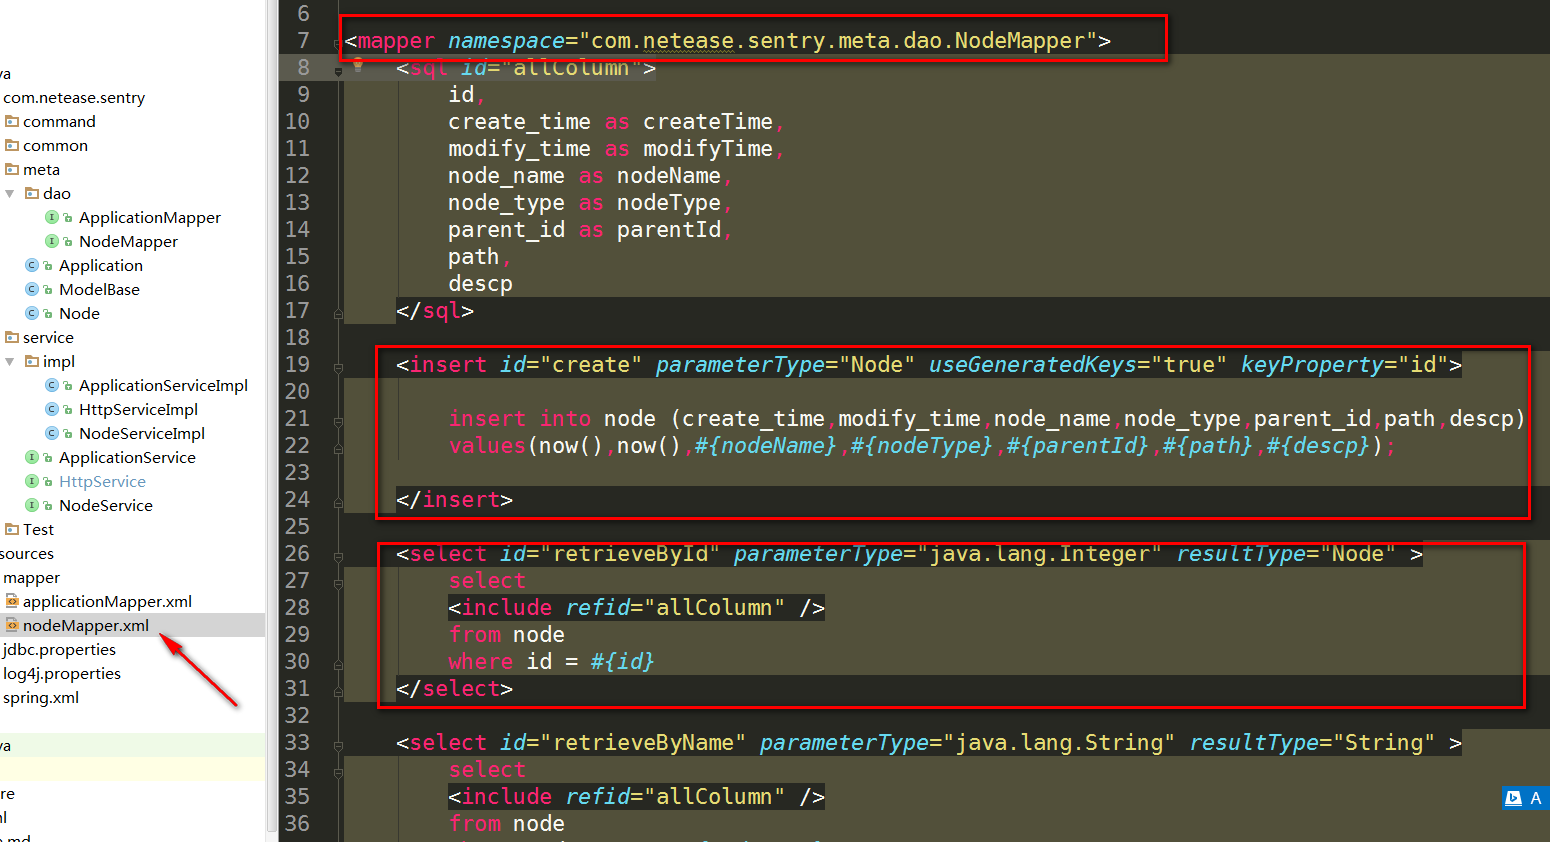 va
com.netease.sentry
command
common
meta
dao
ApplicationMapper
NodeMapper
Application
ModelBase
Node
service
impl
ApplicationServiceImpl
HttpServiceImpl
NodeServiceImpl
ApplicationService
HttpService
NodeService
Test
sources
mapper
applicationMapper.xml
nodeMapper.xml
jdbc.properties
log4j.properties
spring.xml
va
re
ml
.md
6
7 <mapper namespace="com.netease.sentry.meta.dao.NodeMapper">
8 <sql id="allColumn">
9 id,
10 create_time as createTime,
11 modify_time as modifyTime,
12 node_name as nodeName,
13 node_type as nodeType,
14 parent_id as parentId,
15 path,
16 descp
17 </sql>
18
19 <insert id="create" parameterType="Node" useGeneratedKeys="true" keyProperty="id">
20
21 insert into node (create_time,modify_time,node_name,node_type,parent_id,path,descp)
22 values(now(),now(),#{nodeName},#{nodeType},#{parentId},#{path},#{descp});
23
24 </insert>
25
26 <select id="retrieveById" parameterType="java.lang.Integer" resultType="Node" >
27 select
28 <include refid="allColumn" />
29 from node
30 where id = #{id}
31 </select>
32
33 <select id="retrieveByName" parameterType="java.lang.String" resultType="String" >
34 select
35 <include refid="allColumn" />
36 from node
A